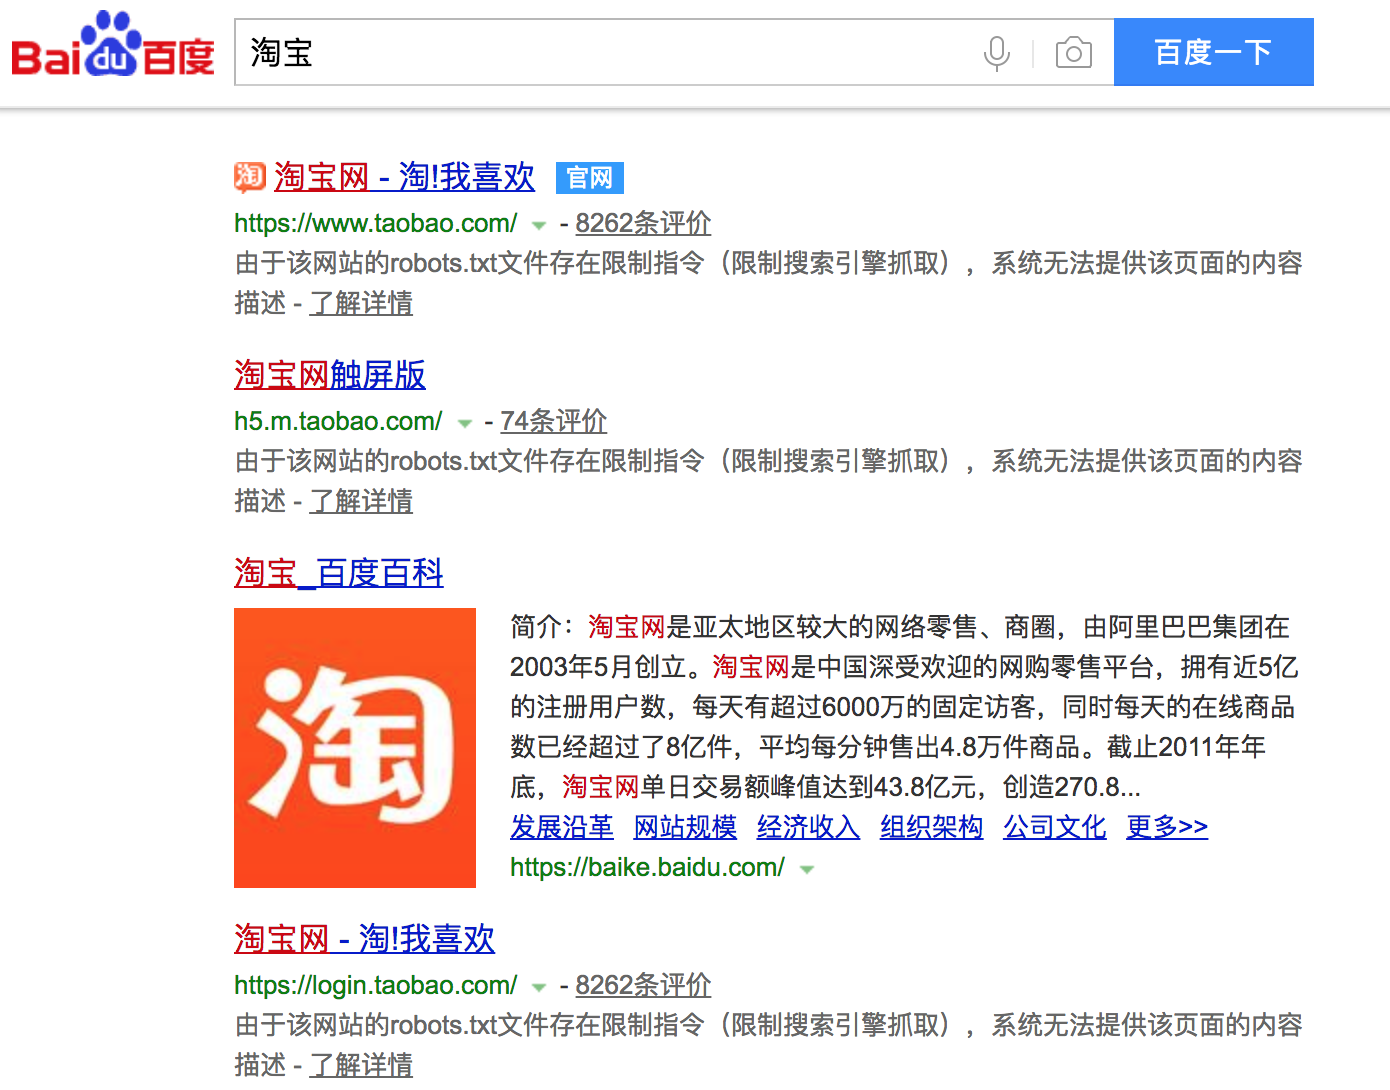 Bai du 百度
淘宝
百度一下
淘 淘宝网 - 淘!我喜欢 官网
https://www.taobao.com/ - 8262条评价
由于该网站的robots.txt文件存在限制指令（限制搜索引擎抓取），系统无法提供该页面的内容
描述 - 了解详情
淘宝网触屏版
h5.m.taobao.com/ - 74条评价
由于该网站的robots.txt文件存在限制指令（限制搜索引擎抓取），系统无法提供该页面的内容
描述 - 了解详情
淘宝_百度百科
淘
简介：淘宝网是亚太地区较大的网络零售、商圈，由阿里巴巴集团在
2003年5月创立。淘宝网是中国深受欢迎的网购零售平台，拥有近5亿
的注册用户数，每天有超过6000万的固定访客，同时每天的在线商品
数已经超过了8亿件，平均每分钟售出4.8万件商品。截止2011年年
底，淘宝网单日交易额峰值达到43.8亿元，创造270.8...
发展沿革 网站规模 经济收入 组织架构 公司文化 更多>>
https://baike.baidu.com/
淘宝网 - 淘!我喜欢
https://login.taobao.com/ - 8262条评价
由于该网站的robots.txt文件存在限制指令（限制搜索引擎抓取），系统无法提供该页面的内容
描述 - 了解详情